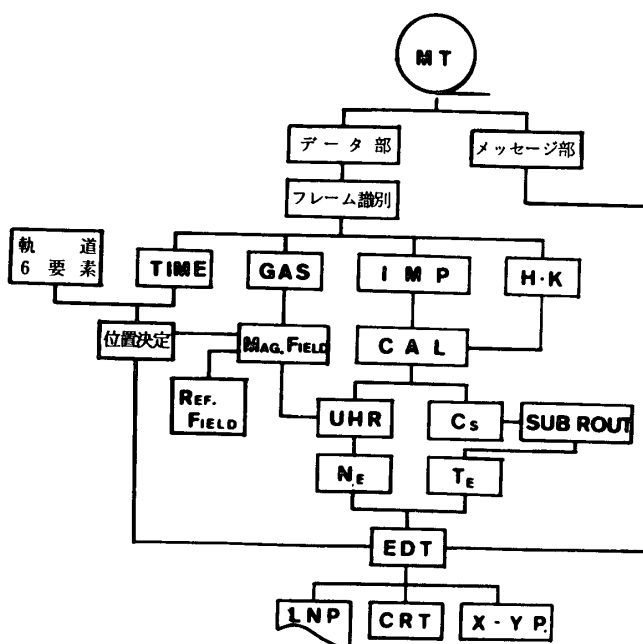 MT
データ部
メッセージ部
フレーム識別
軌道
6要素
TIME
GAS
IMP
H・K
位置決定
MAG. FIELD
CAL
REF.
FIELD
UHR
Cs
SUB ROUT
NE
TE
EDT
LNP
CRT
X-Y P.